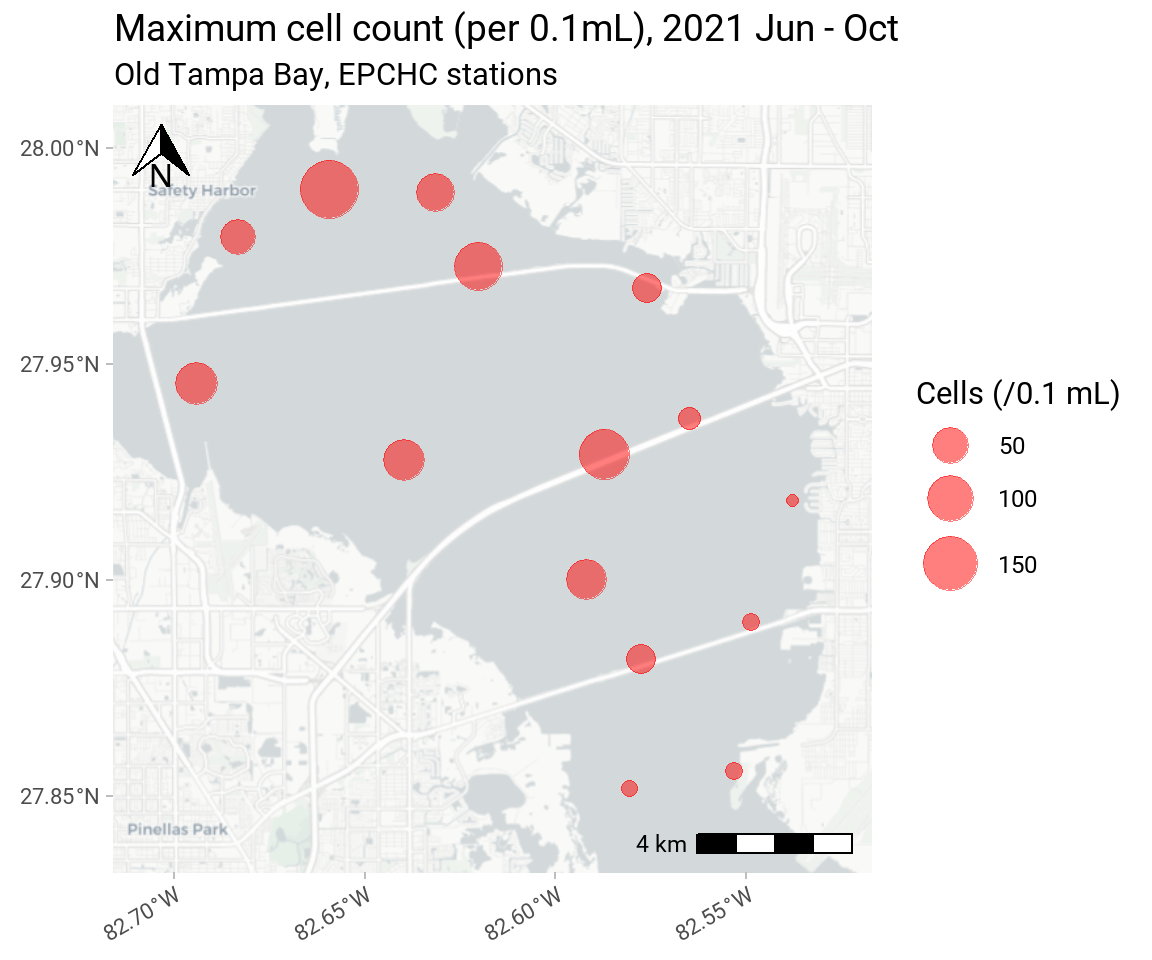 Maximum cell count (per 0.1mL), 2021 Jun - Oct
Old Tampa Bay, EPCHC stations
28.00°N
27.95°N
27.90°N
27.85°N
N
Safety Harbor
Pinellas Park
4 km
82.70°W
82.65°W
82.60°W
82.55°W
Cells (/0.1 mL)
50
100
150